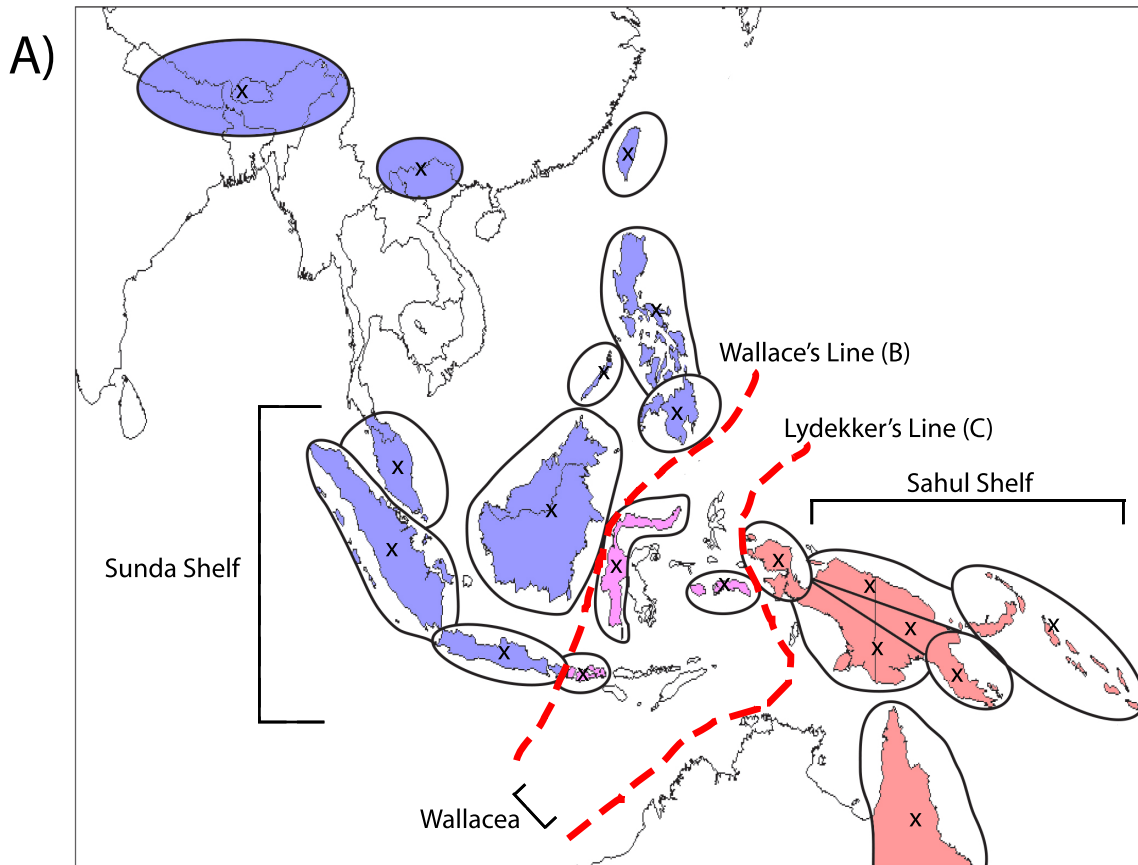 A)
x
x
x
x
Wallace's Line (B)
x
x
Lydekker's Line (C)
x
Sahul Shelf
x
x
x
Sunda Shelf
x
x
x
x
x
x
x
x
x
x
x
Wallacea